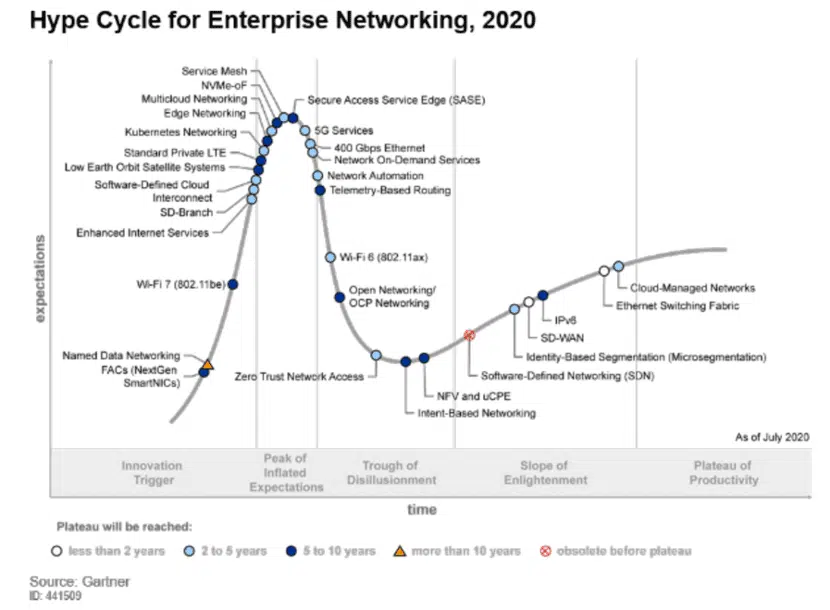 Hype Cycle for Enterprise Networking, 2020
Service Mesh
NVMe-oF
Multicloud Networking
Edge Networking
Kubernetes Networking
Standard Private LTE
Low Earth Orbit Satellite Systems
Software-Defined Cloud
Interconnect
SD-Branch
Enhanced Internet Services
Wi-Fi 7 (802.11be)
Named Data Networking
FACs (NextGen
SmartNICs)
Secure Access Service Edge (SASE)
5G Services
400 Gbps Ethernet
Network On-Demand Services
Network Automation
Telemetry-Based Routing
Wi-Fi 6 (802.11ax)
Open Networking/
OCP Networking
Zero Trust Network Access
Intent-Based Networking
NFV and uCPE
Software-Defined Networking (SDN)
Identity-Based Segmentation (Microsegmentation)
SD-WAN
IPv6
Ethernet Switching Fabric
Cloud-Managed Networks
expectations
As of July 2020
Innovation
Trigger
Peak of
Inflated
Expectations
Trough of
Disillusionment
Slope of
Enlightenment
Plateau of
Productivity
time
Plateau will be reached:
less than 2 years
2 to 5 years
5 to 10 years
more than 10 years
obsolete before plateau
Source: Gartner
ID: 441509